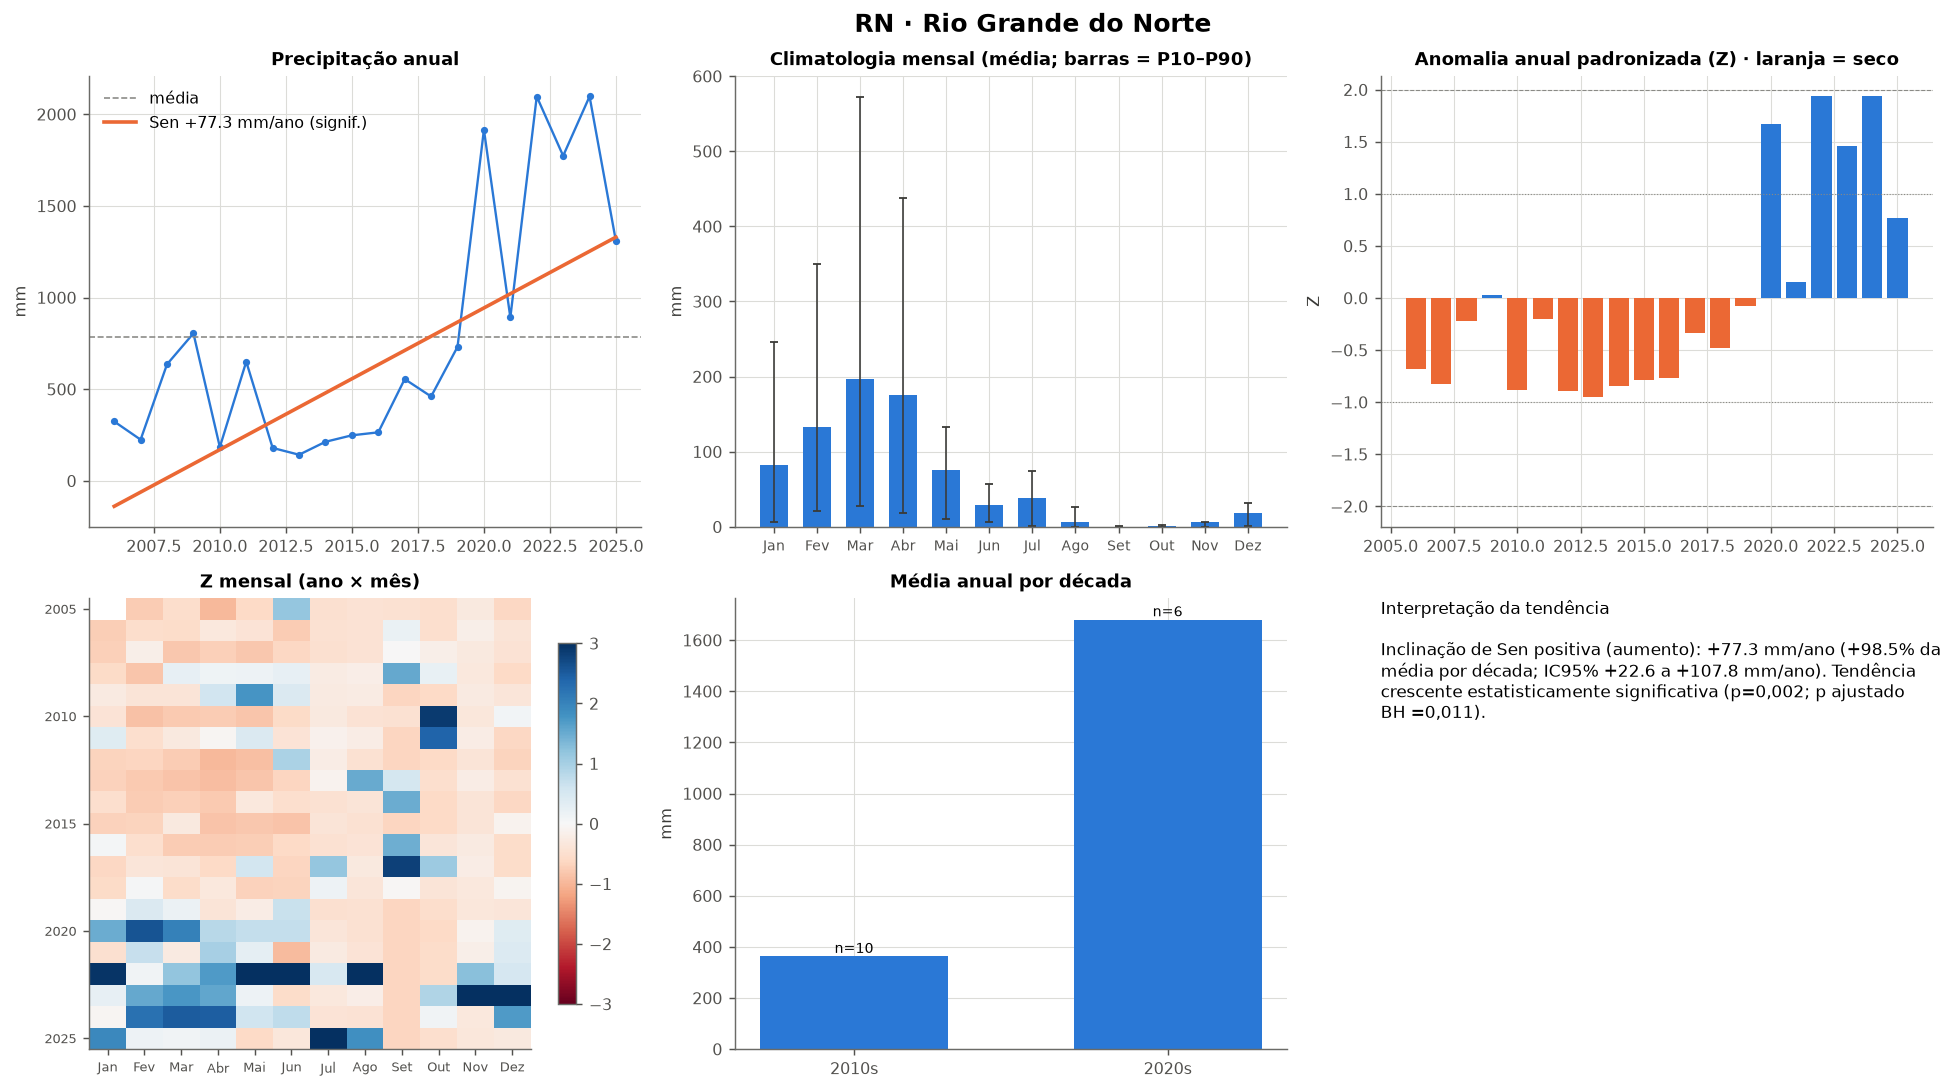 RN · Rio Grande do Norte
Precipitação anual
média
Sen +77.3 mm/ano (signif.)
mm
2000
1500
1000
500
0
2007.5 2010.0 2012.5 2015.0 2017.5 2020.0 2022.5 2025.0
Climatologia mensal (média; barras = P10–P90)
mm
600
500
400
300
200
100
0
Jan Fev Mar Abr Mai Jun Jul Ago Set Out Nov Dez
Anomalia anual padronizada (Z) · laranja = seco
Z
2.0
1.5
1.0
0.5
0.0
−0.5
−1.0
−1.5
−2.0
2005.0 2007.5 2010.0 2012.5 2015.0 2017.5 2020.0 2022.5 2025.0
Z mensal (ano × mês)
2005
2010
2015
2020
2025
Jan Fev Mar Abr Mai Jun Jul Ago Set Out Nov Dez
3
2
1
0
−1
−2
−3
Média anual por década
mm
1600
1400
1200
1000
800
600
400
200
0
n=10
n=6
2010s 2020s
Interpretação da tendência
Inclinação de Sen positiva (aumento): +77.3 mm/ano (+98.5% da
média por década; IC95% +22.6 a +107.8 mm/ano). Tendência
crescente estatisticamente significativa (p=0,002; p ajustado
BH =0,011).